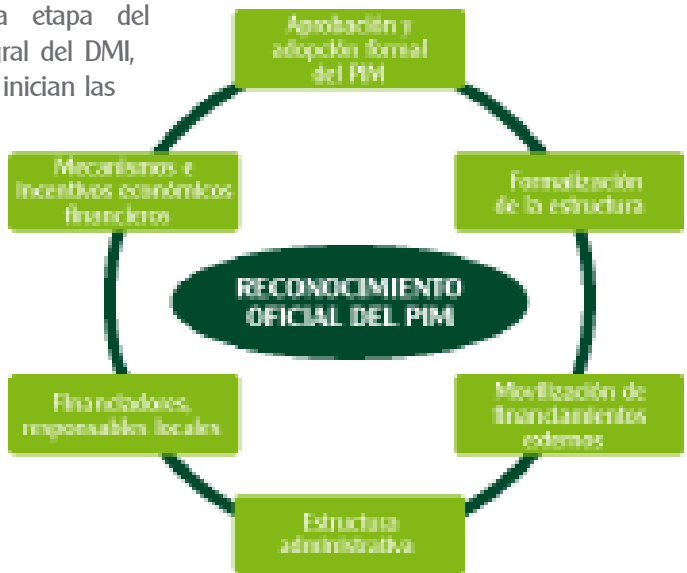 a etapa del
gral del DMI,
inician las
Aprobación y
adopción formal
del PIM
Mecanismos e
incentivos económicos
financieros
Formalización
de la estructura
RECONOCIMIENTO
OFICIAL DEL PIM
Financiadores,
responsables locales
Movilización de
financiamientos
externos
Estructura
administrativa